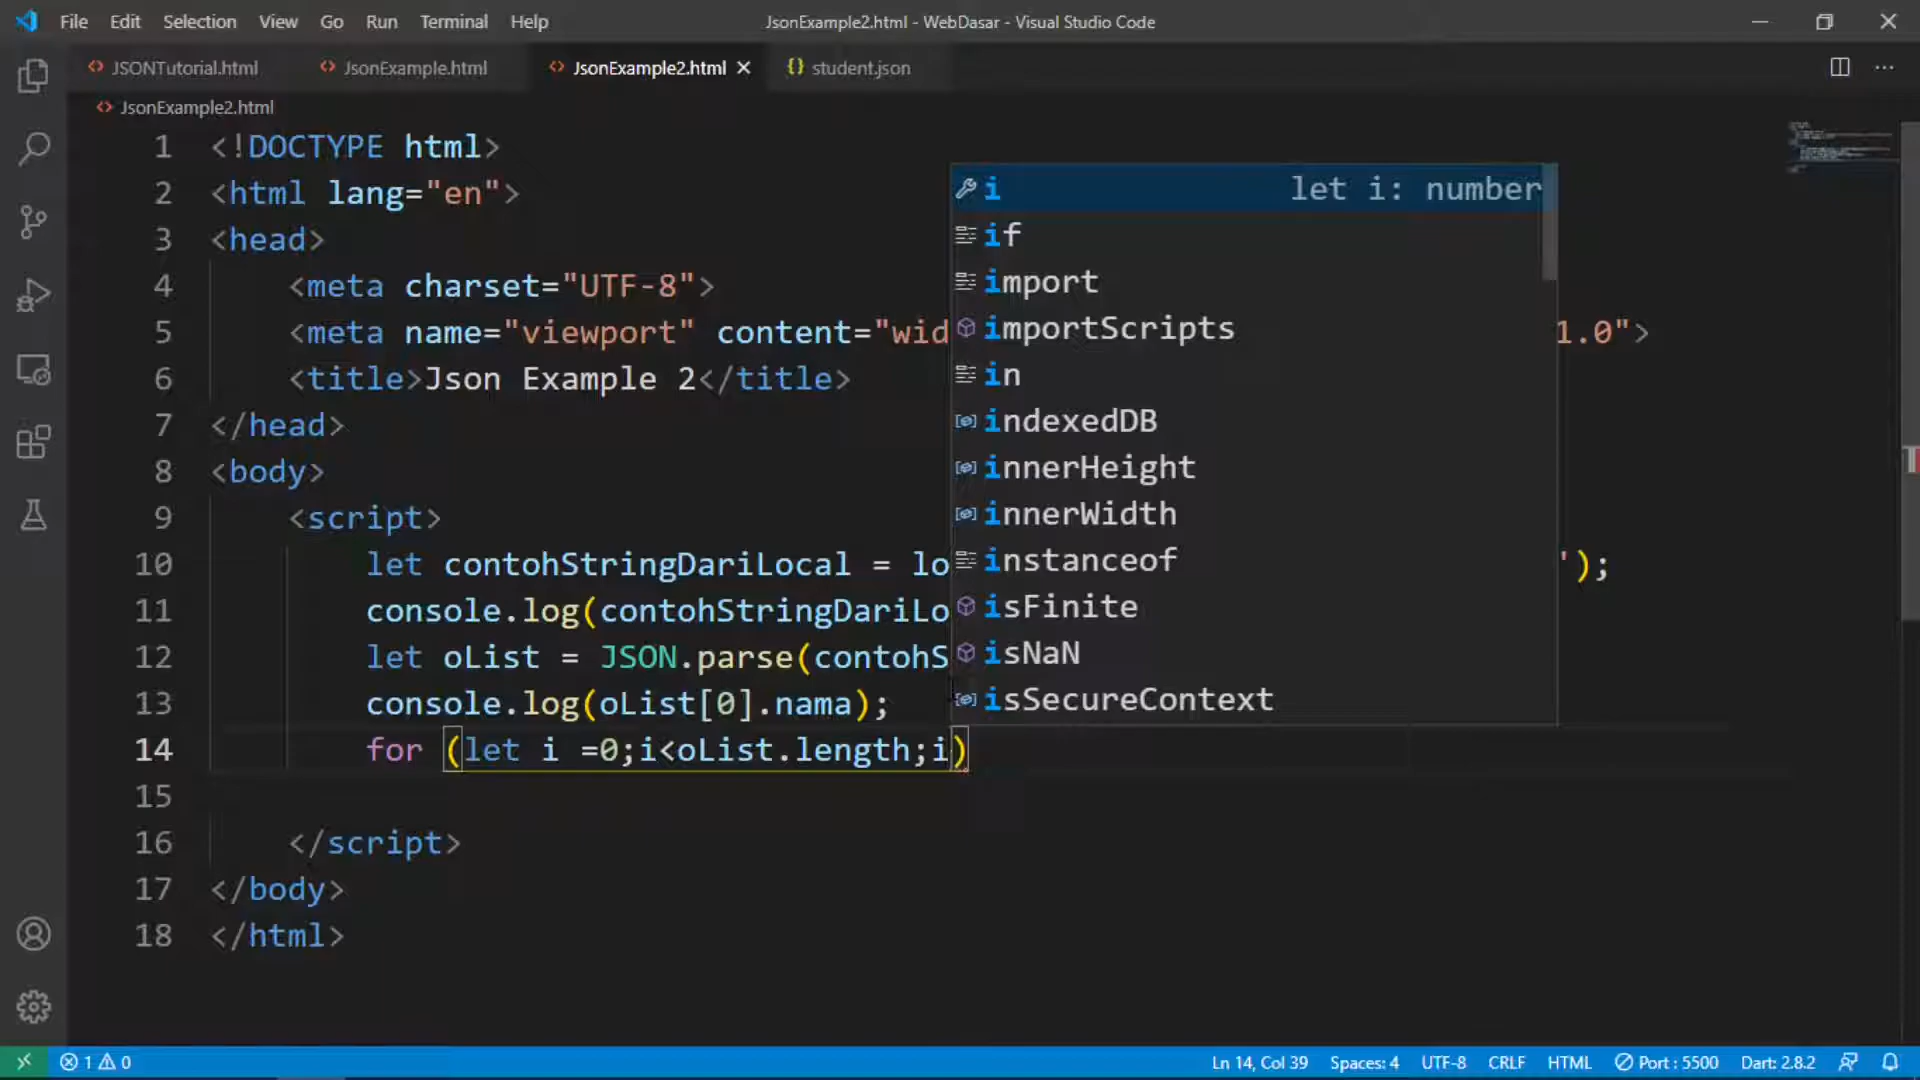 File Edit Selection View Go Run Terminal Help
JsonExample2.html - WebDasar - Visual Studio Code
JSONTutorial.html JsonExample.html JsonExample2.html student.json
JsonExample2.html
1 <!DOCTYPE html>
2 <html lang="en">
3 <head>
4 <meta charset="UTF-8">
5 <meta name="viewport" content="wid 1.0">
6 <title>Json Example 2</title>
7 </head>
8 <body>
9 <script>
10 let contohStringDariLocal = lo ');
11 console.log(contohStringDariLo
12 let oList = JSON.parse(contohS
13 console.log(oList[0].nama);
14 for (let i =0;i<oList.length;i)
15
16 </script>
17 </body>
18 </html>
i let i: number
if
import
importScripts
in
indexedDB
innerHeight
innerWidth
instanceof
isFinite
isNaN
isSecureContext
1 0 Ln 14, Col 39 Spaces: 4 UTF-8 CRLF HTML Port : 5500 Dart: 2.8.2